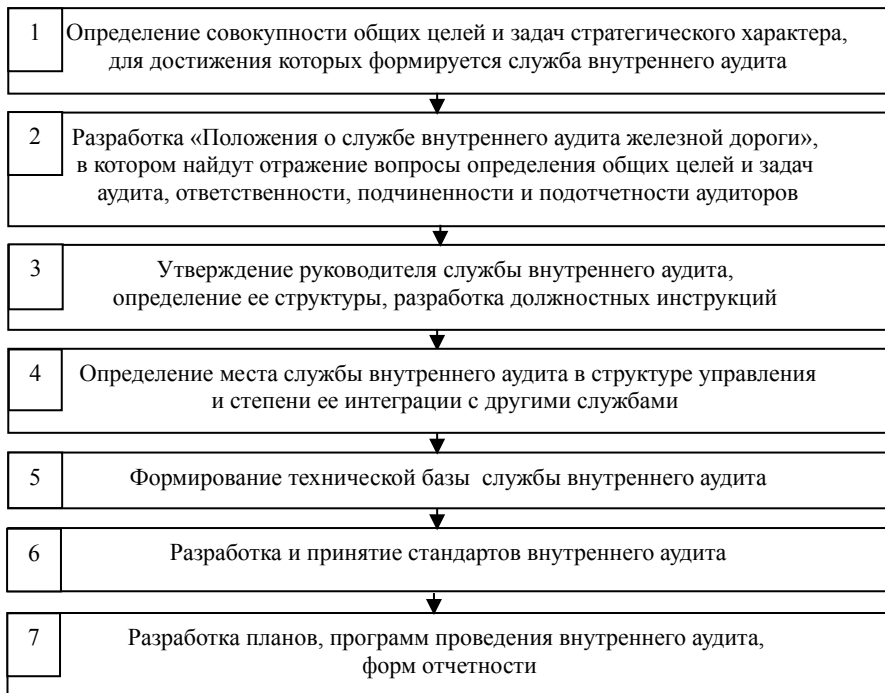 1
Определение совокупности общих целей и задач стратегического характера,
для достижения которых формируется служба внутреннего аудита
2
Разработка «Положения о службе внутреннего аудита железной дороги»,
в котором найдут отражение вопросы определения общих целей и задач
аудита, ответственности, подчиненности и подотчетности аудиторов
3
Утверждение руководителя службы внутреннего аудита,
определение ее структуры, разработка должностных инструкций
4
Определение места службы внутреннего аудита в структуре управления
и степени ее интеграции с другими службами
5
Формирование технической базы службы внутреннего аудита
6
Разработка и принятие стандартов внутреннего аудита
7
Разработка планов, программ проведения внутреннего аудита,
форм отчетности